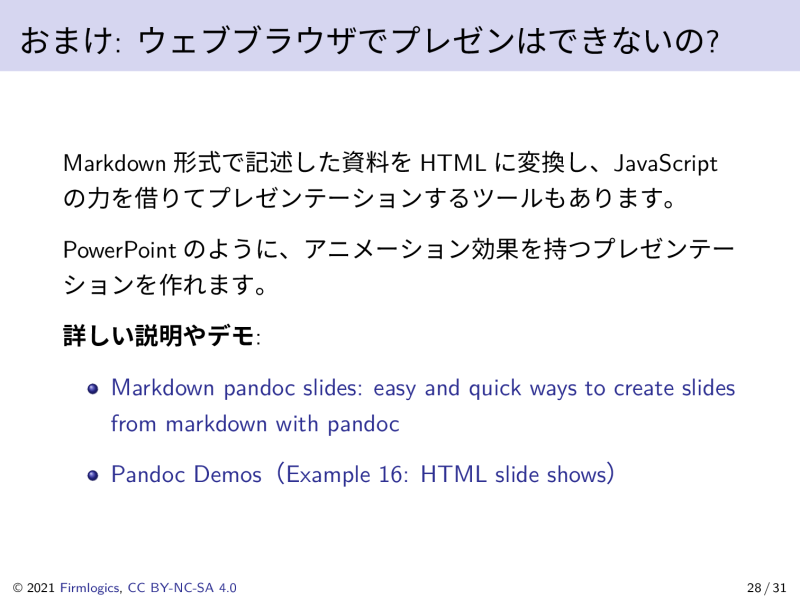 おまけ: ウェブブラウザでプレゼンはできないの?
Markdown 形式で記述した資料を HTML に変換し、JavaScript
の力を借りてプレゼンテーションするツールもあります。
PowerPoint のように、アニメーション効果を持つプレゼンテー
ションを作れます。
詳しい説明やデモ:
Markdown pandoc slides: easy and quick ways to create slides
from markdown with pandoc
Pandoc Demos（Example 16: HTML slide shows）
© 2021 Firmlogics, CC BY-NC-SA 4.0
28 / 31